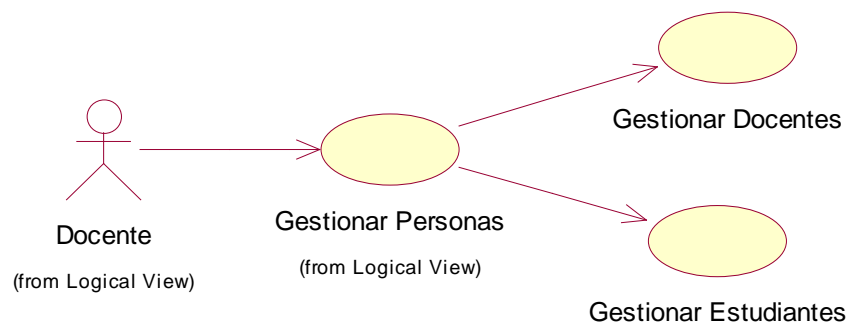 Gestionar Docentes
Docente
(from Logical View)
Gestionar Personas
(from Logical View)
Gestionar Estudiantes